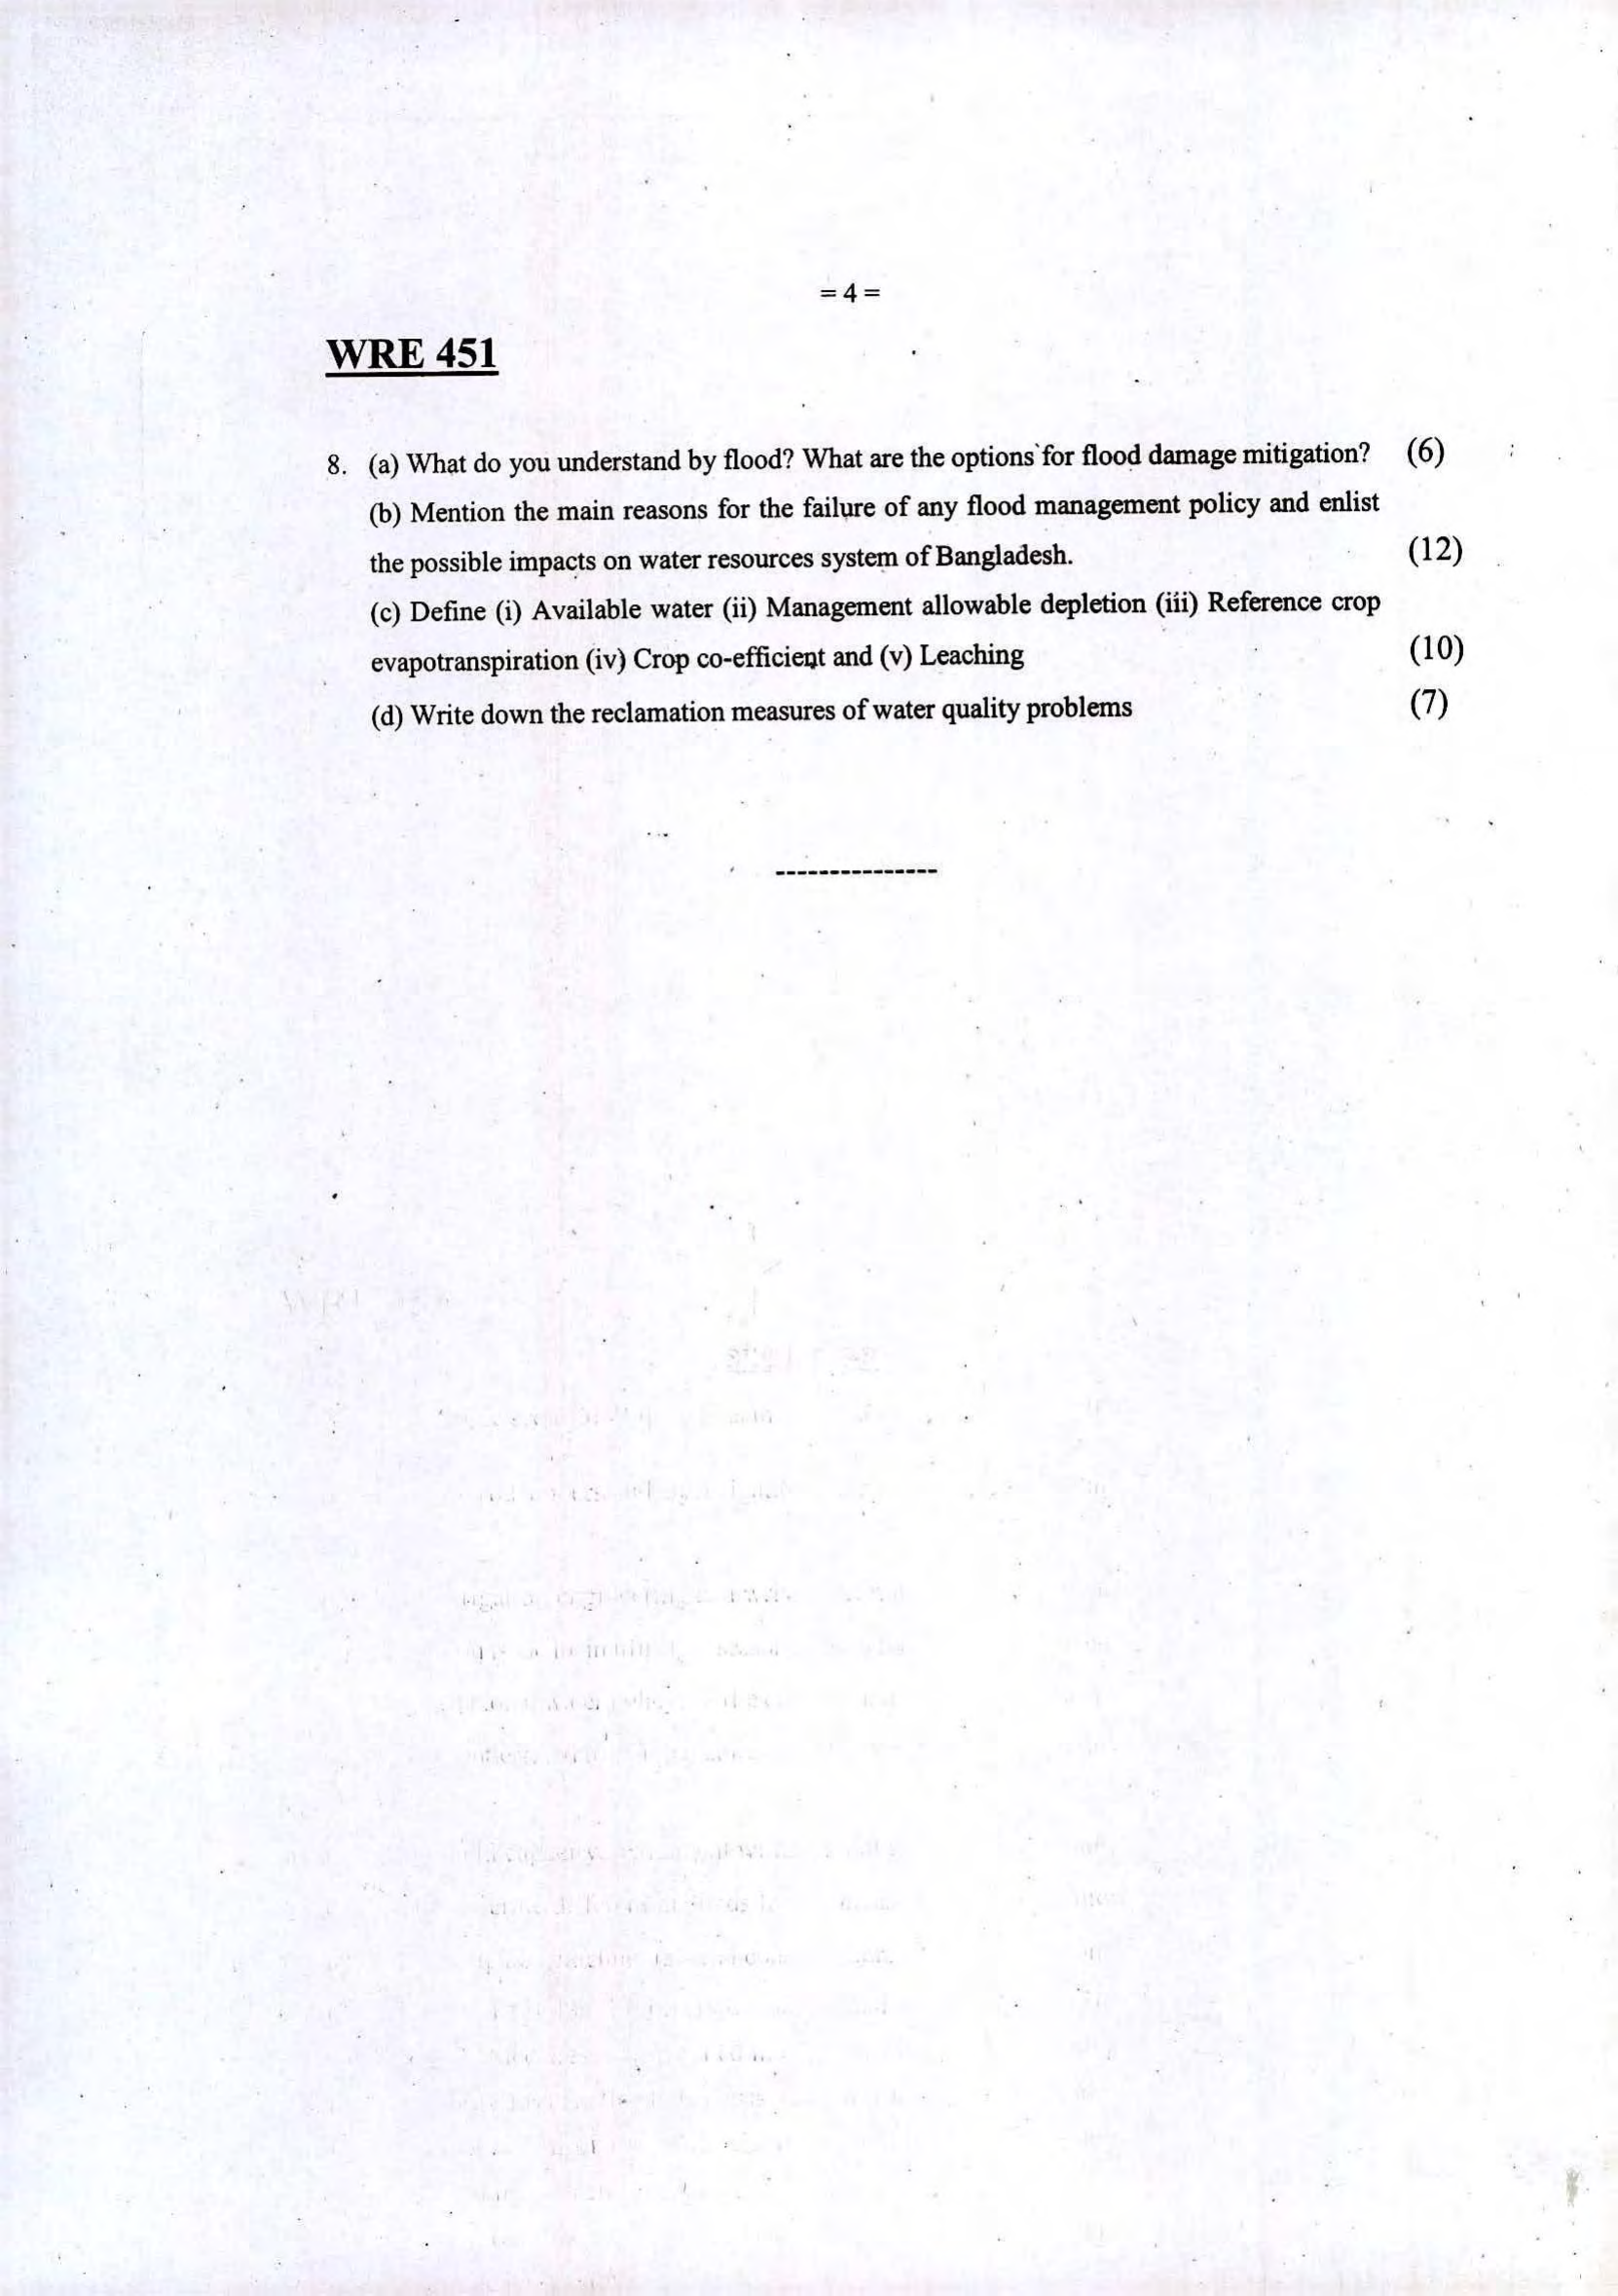 = 4 =
WRE 451
8. (a) What do you understand by flood? What are the options for flood damage mitigation? (6)
(b) Mention the main reasons for the failure of any flood management policy and enlist
the possible impacts on water resources system of Bangladesh. (12)
(c) Define (i) Available water (ii) Management allowable depletion (iii) Reference crop
evapotranspiration (iv) Crop co-efficient and (v) Leaching (10)
(d) Write down the reclamation measures of water quality problems (7)
---------------